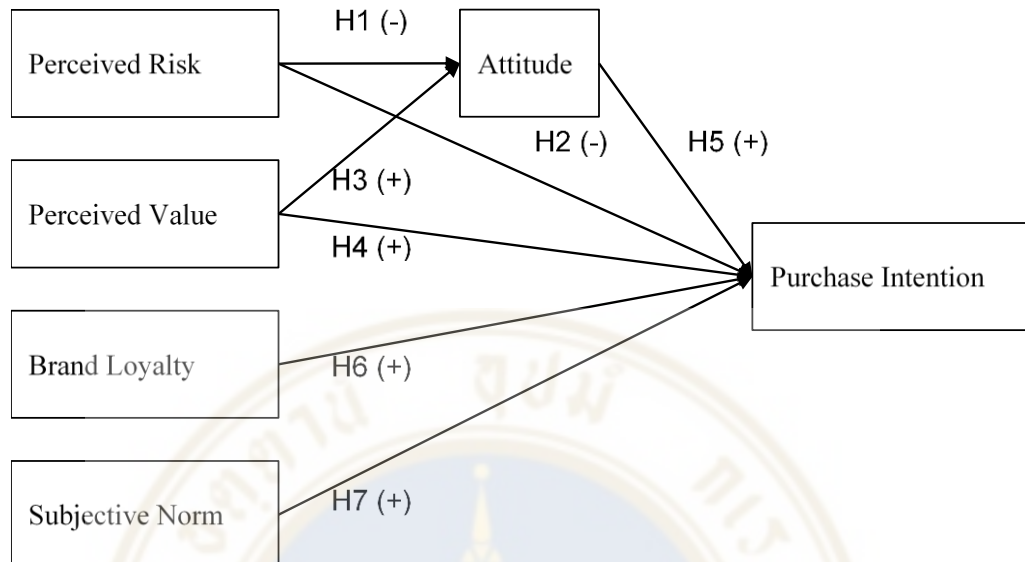 H1 (-)
Perceived Risk
Attitude
H2 (-)
H5 (+)
H3 (+)
Perceived Value
H4 (+)
Purchase Intention
Brand Loyalty
H6 (+)
Subjective Norm
H7 (+)